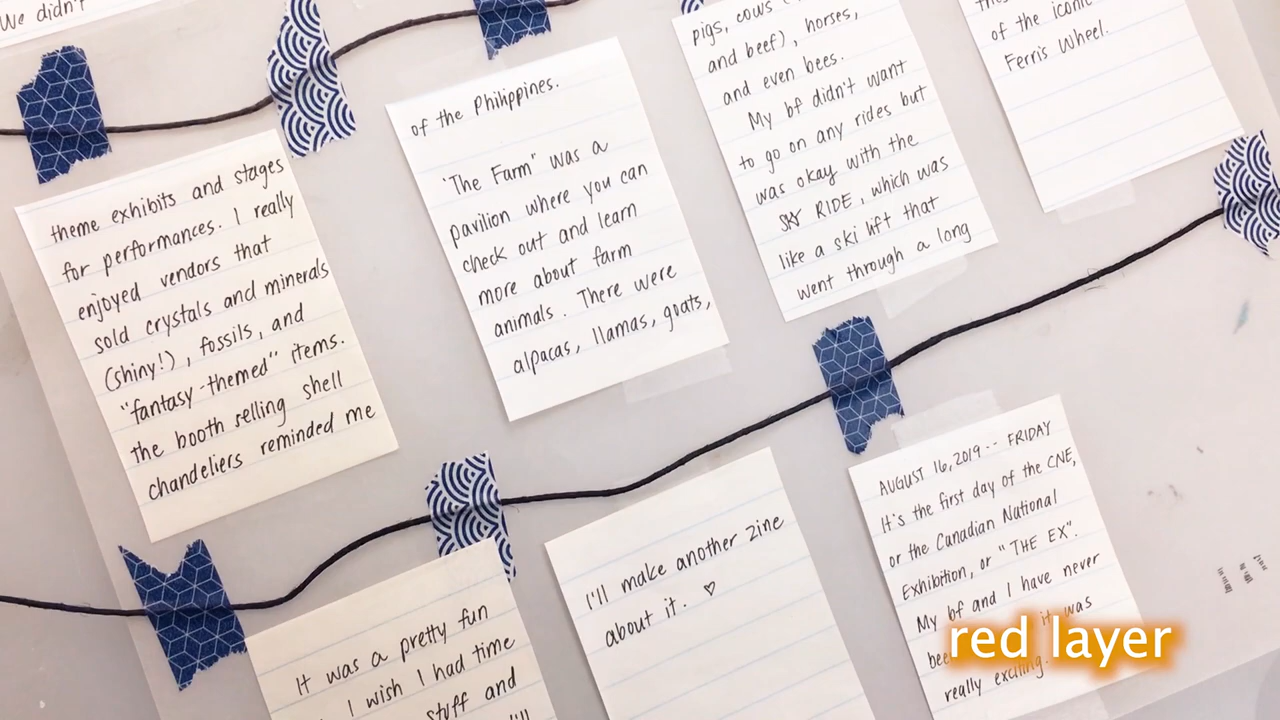 We didn't
theme exhibits and stages
for performances. I really
enjoyed vendors that
sold crystals and minerals
(shiny!), fossils, and
"fantasy-themed" items.
the booth selling shell
chandeliers reminded me
of the Philippines.
"The Farm" was a
pavilion where you can
check out and learn
more about farm
animals. There were
alpacas, llamas, goats,
pigs, cows
and beef), horses,
and even bees.
My bf didn't want
to go on any rides but
was okay with the
SKY RIDE, which was
like a ski lift that
went through a long
of the iconic
Ferris Wheel.
It was a pretty fun
I wish I had time
stuff and
I'll make another zine
about it. ♡
AUGUST 16, 2019 -- FRIDAY
It's the first day of the CNE,
or the Canadian National
Exhibition, or "THE EX".
My bf and I have never
it was
really exciting.
red layer